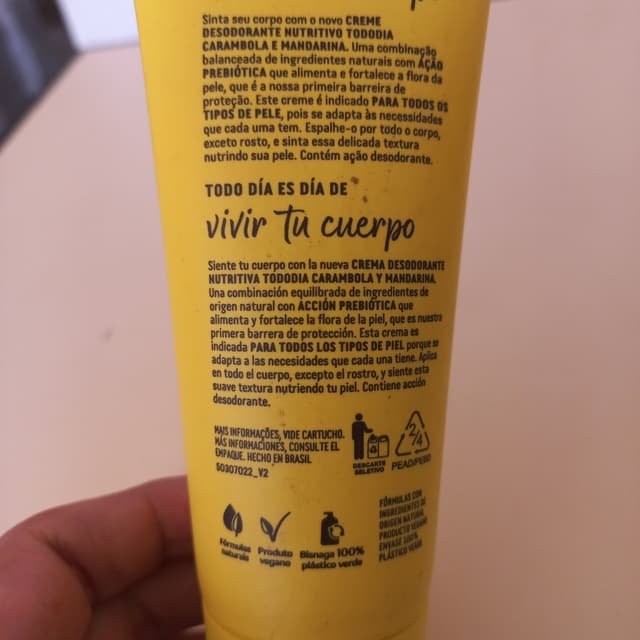 Sinta seu corpo com o novo CREME
DESODORANTE NUTRITIVO TODODIA
CARAMBOLA E MANDARINA. Uma combinação
balanceada de ingredientes naturais com AÇÃO
PREBIÓTICA que alimenta e fortalece a flora da
pele, que é a nossa primeira barreira de
proteção. Este creme é indicado PARA TODOS OS
TIPOS DE PELE, pois se adapta às necessidades
que cada uma tem. Espalhe-o por todo o corpo,
exceto rosto, e sinta essa delicada textura
nutrindo sua pele. Contém ação desodorante.
TODO DÍA ES DÍA DE
vivir tu cuerpo
Siente tu cuerpo con la nueva CREMA DESODORANTE
NUTRITIVA TODODIA CARAMBOLA Y MANDARINA.
Una combinación equilibrada de ingredientes de
origen natural con ACCIÓN PREBIÓTICA que
alimenta y fortalece la flora de la piel, que es nuestra
primera barrera de protección. Esta crema es
indicada PARA TODOS LOS TIPOS DE PIEL porque se
adapta a las necesidades que cada una tiene. Aplica
en todo el cuerpo, excepto el rostro, y siente esta
suave textura nutriendo tu piel. Contiene acción
desodorante.
MAIS INFORMAÇÕES, VIDE CARTUCHO.
MÁS INFORMACIONES, CONSULTE EL
EMPAQUE. HECHO EN BRASIL
50307022_V2
DESCARTE
SELETIVO
2/4
PEAD/PEBD
Fórmulas
naturais
Produto
vegano
Bisnaga 100%
plástico verde
FÓRMULAS CON
INGREDIENTES DE
ORIGEN NATURAL
PRODUCTO VEGANO
ENVASE 100%
PLÁSTICO VERDE